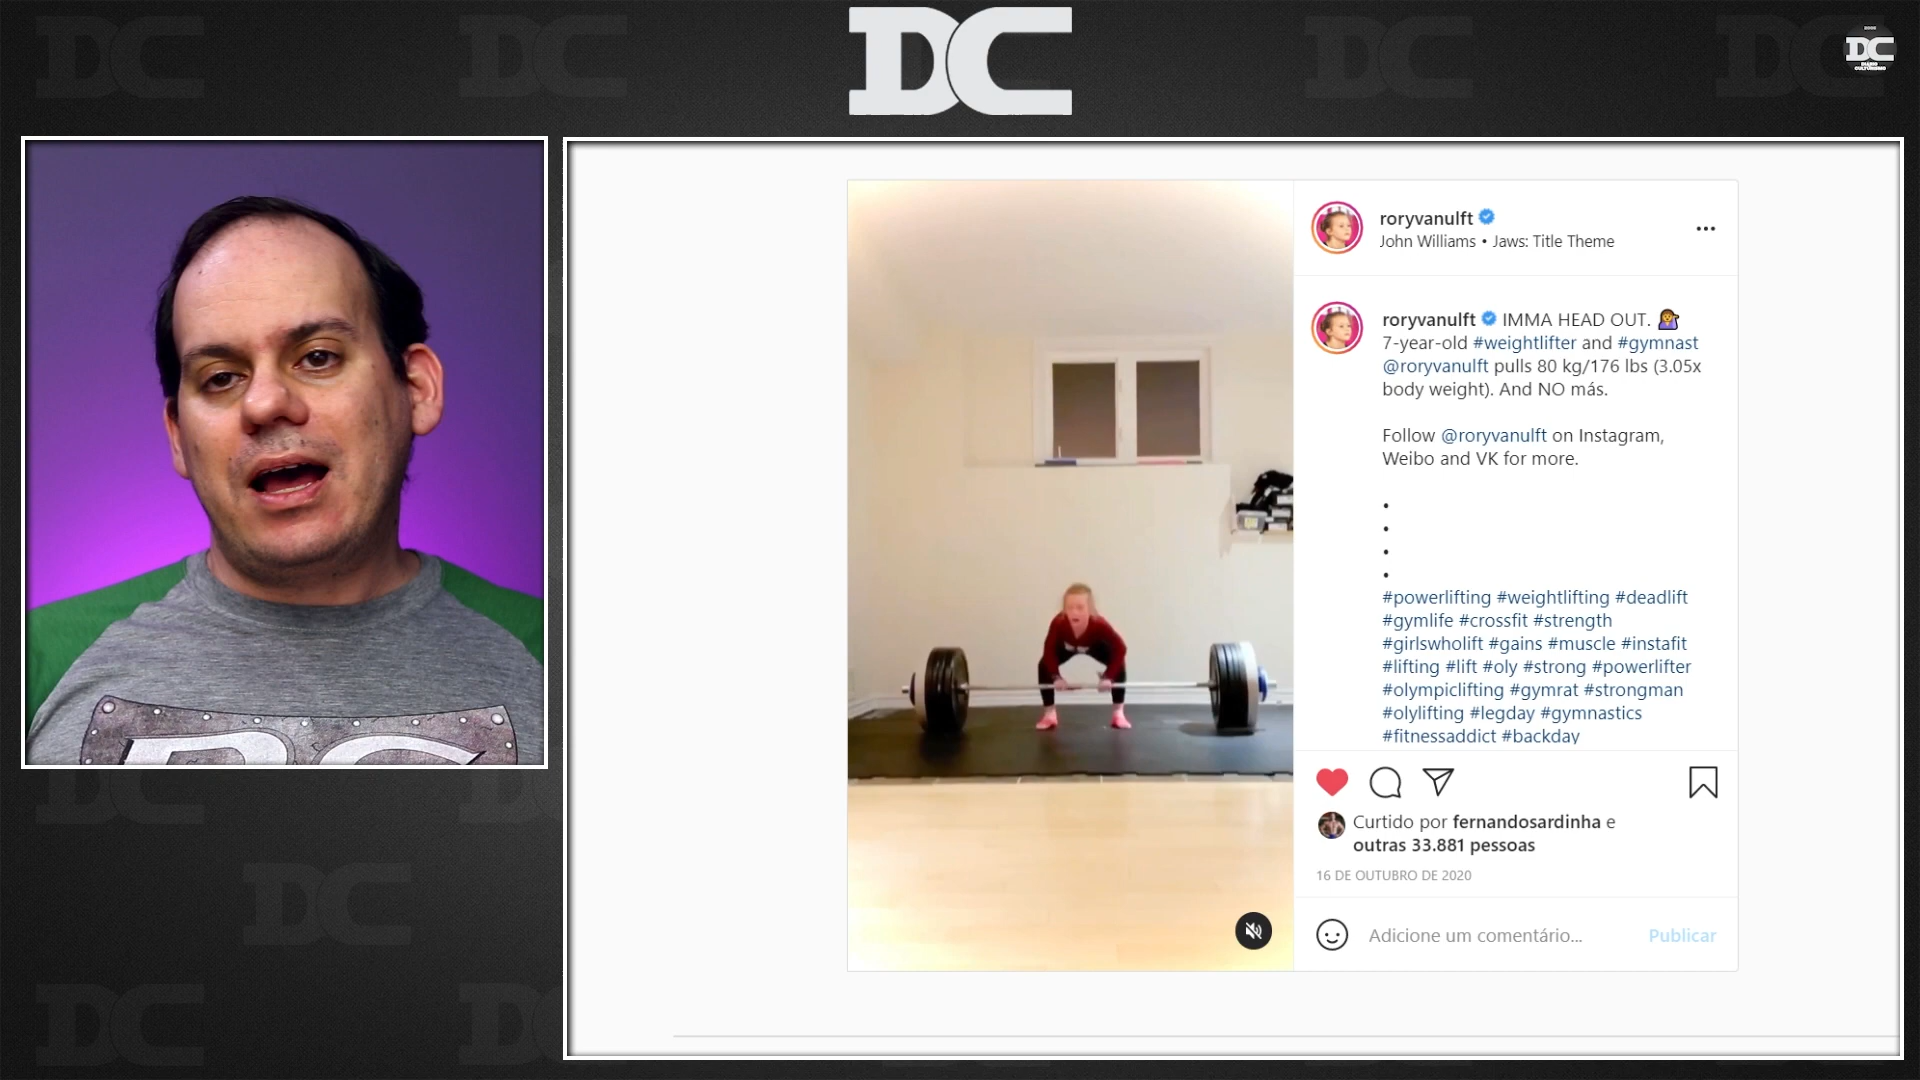 DC
DC
roryvanulft
John Williams • Jaws: Title Theme
roryvanulft IMMA HEAD OUT. 🤷‍♀️
7-year-old #weightlifter and #gymnast
@roryvanulft pulls 80 kg/176 lbs (3.05x
body weight). And NO más.
Follow @roryvanulft on Instagram,
Weibo and VK for more.
•
•
•
•
#powerlifting #weightlifting #deadlift
#gymlife #crossfit #strength
#girlswholift #gains #muscle #instafit
#lifting #lift #oly #strong #powerlifter
#olympiclifting #gymrat #strongman
#olylifting #legday #gymnastics
#fitnessaddict #backday
Curtido por fernandosardinha e
outras 33.881 pessoas
16 DE OUTUBRO DE 2020
Adicione um comentário...
Publicar